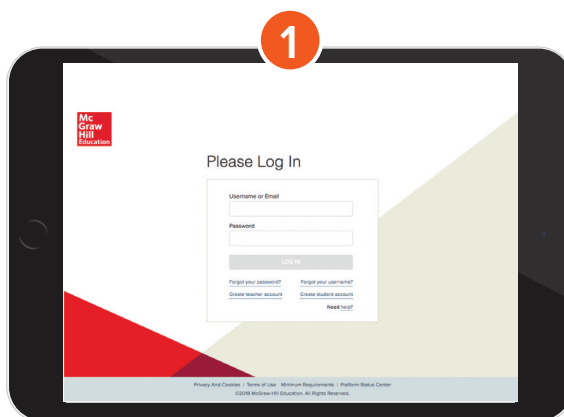 1
Mc
Graw
Hill
Education
Please Log In
Username or Email
Password
LOG IN
Forgot your password? Forgot your username?
Create teacher account Create student account
Need help?
Privacy And Cookies | Terms of Use Minimum Requirements | Platform Status Center
©2018 McGraw-Hill Education. All Rights Reserved.